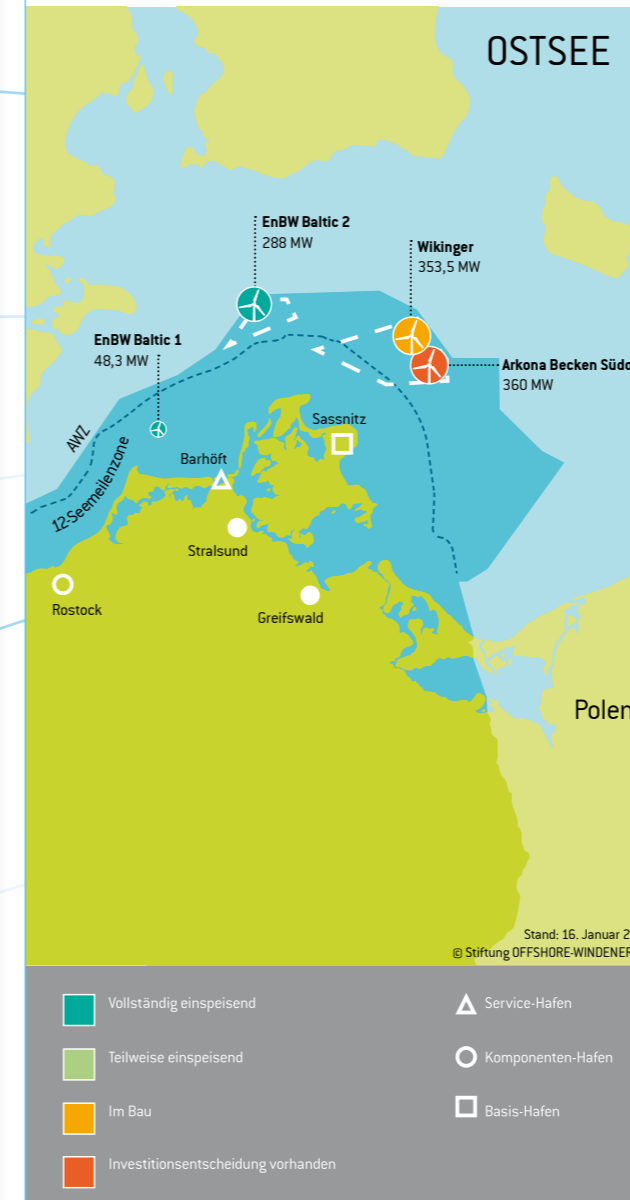 OSTSEE
EnBW Baltic 2
288 MW
Wikinger
353,5 MW
EnBW Baltic 1
48,3 MW
Arkona Becken Südo
360 MW
AWZ
12-Seemeilenzone
Sassnitz
Barhöft
Stralsund
Rostock
Greifswald
Polen
Stand: 16. Januar 2
© Stiftung OFFSHORE-WINDENER
Vollständig einspeisend
Service-Hafen
Teilweise einspeisend
Komponenten-Hafen
Im Bau
Basis-Hafen
Investitionsentscheidung vorhanden